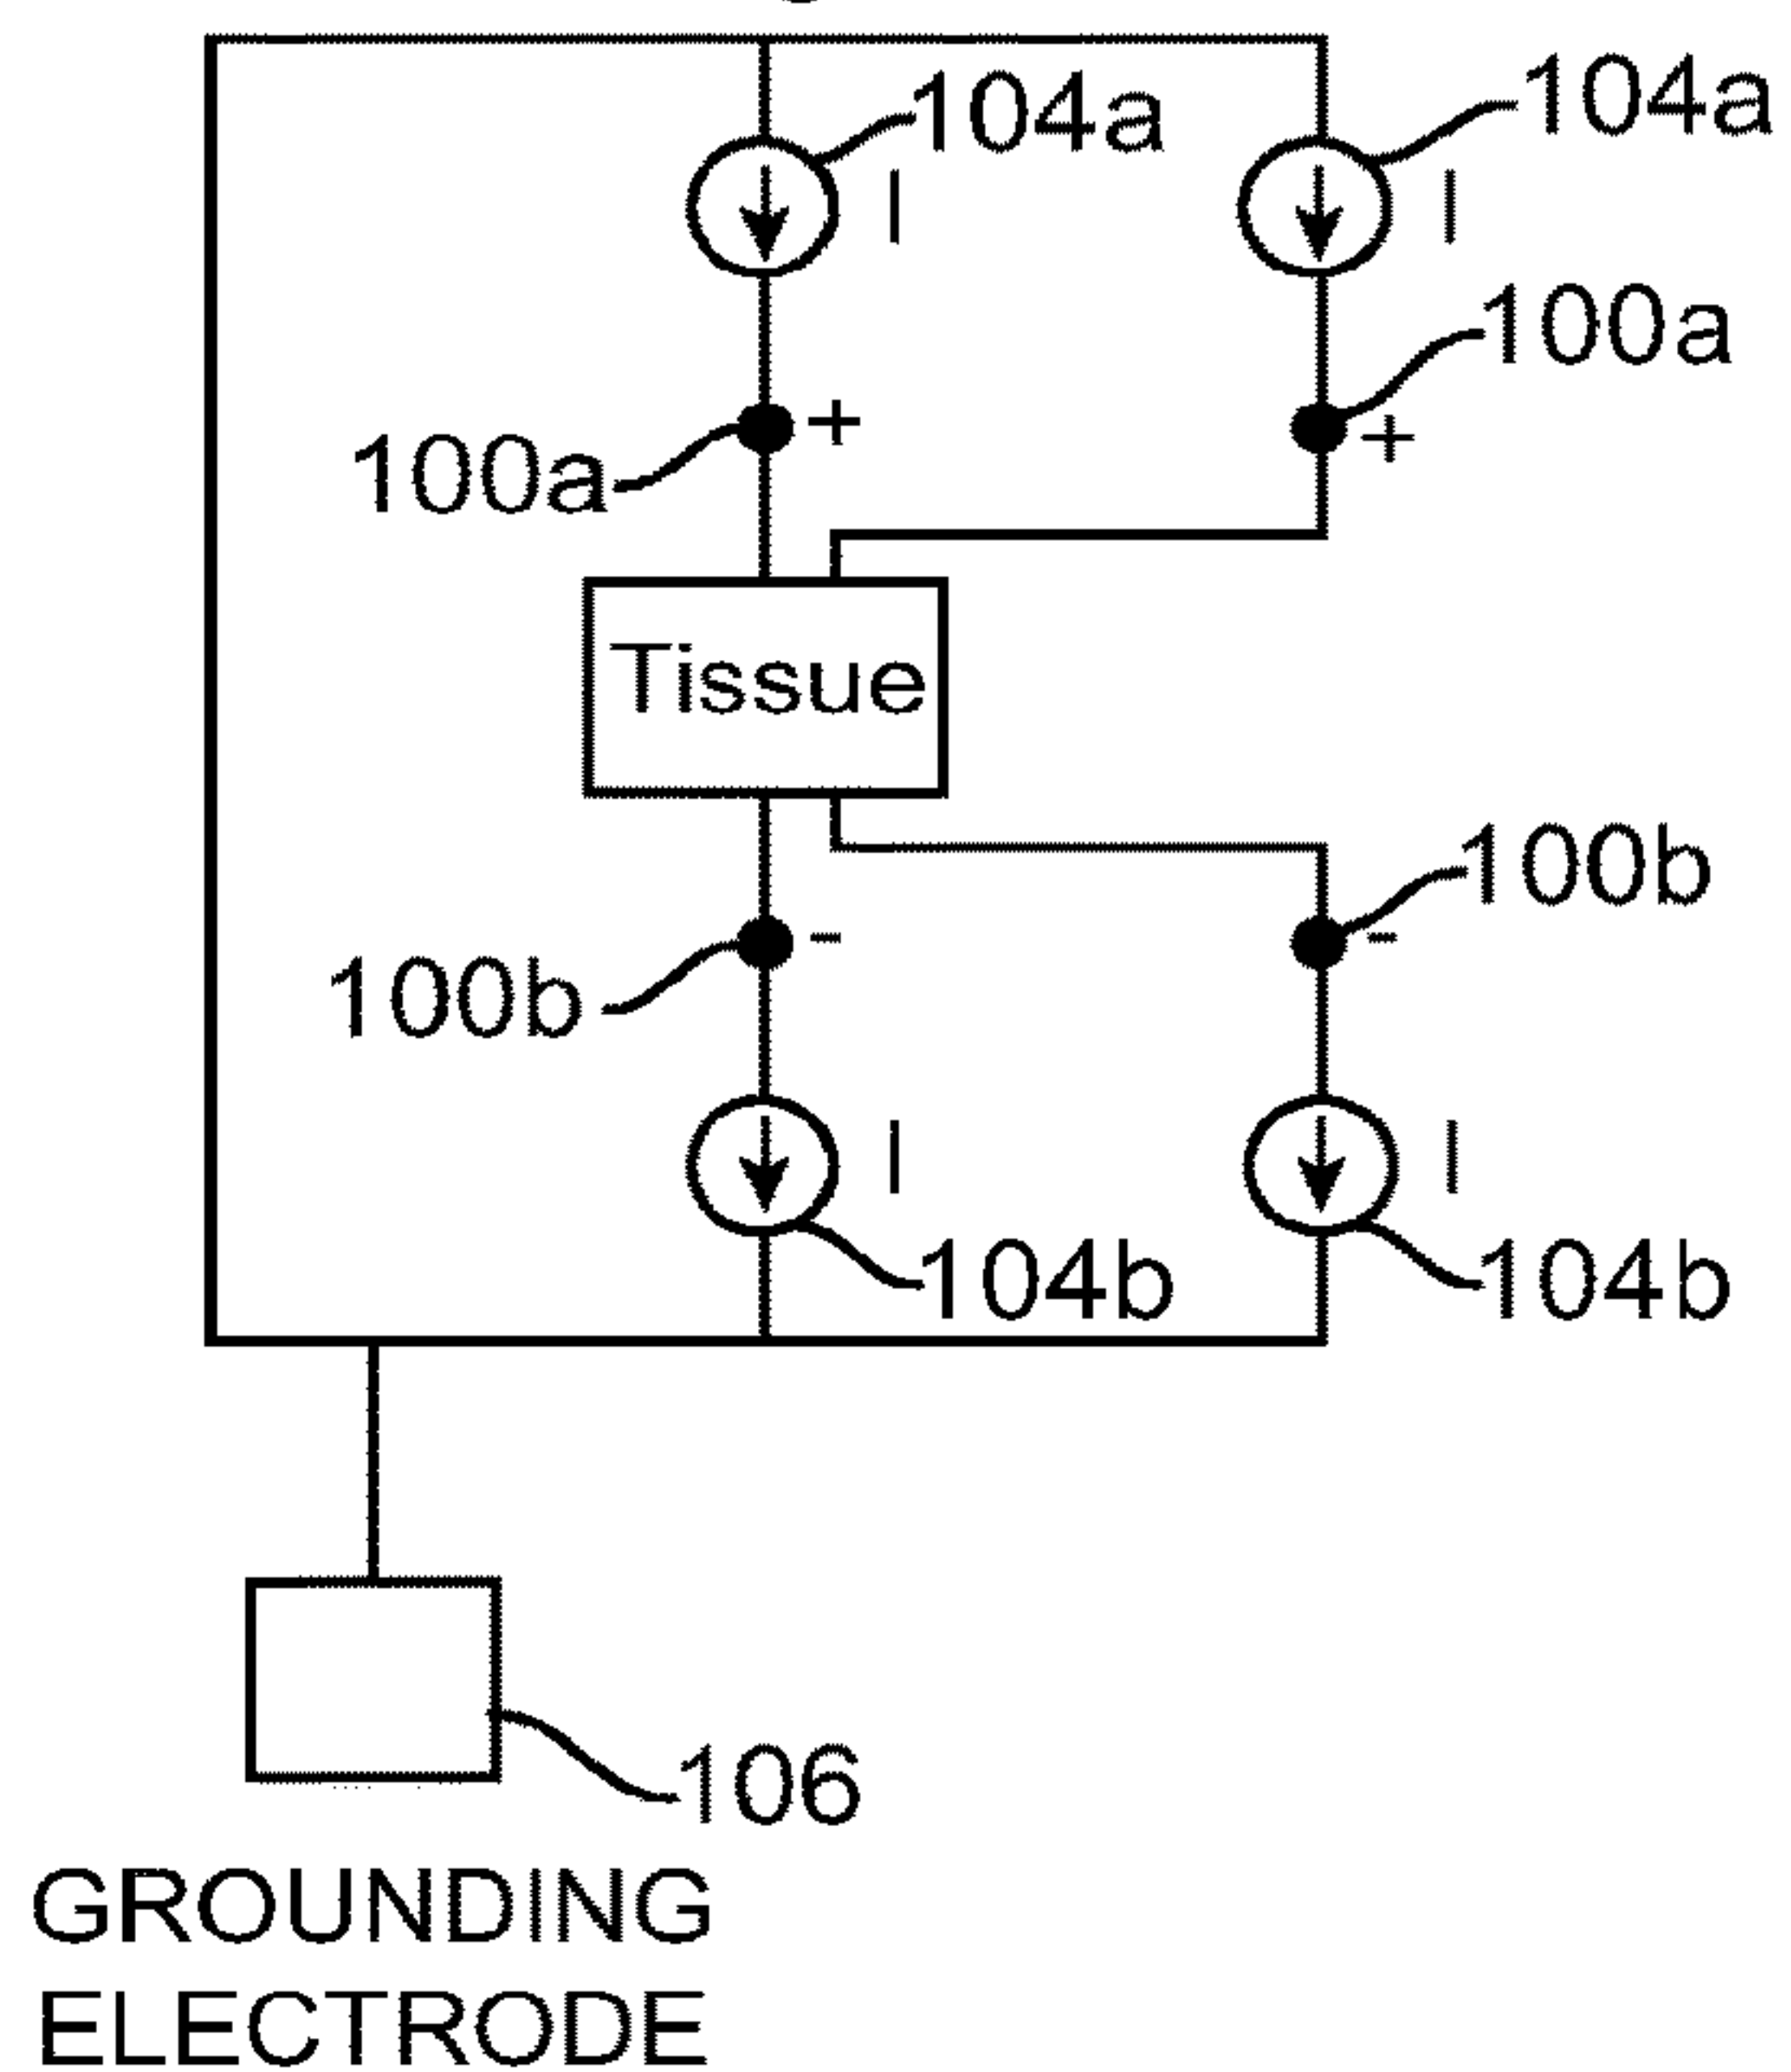 104a
104a
I
I
100a
+
+
100a
Tissue
100b
-
-
100b
I
I
104b
104b
106
GROUNDING
ELECTRODE